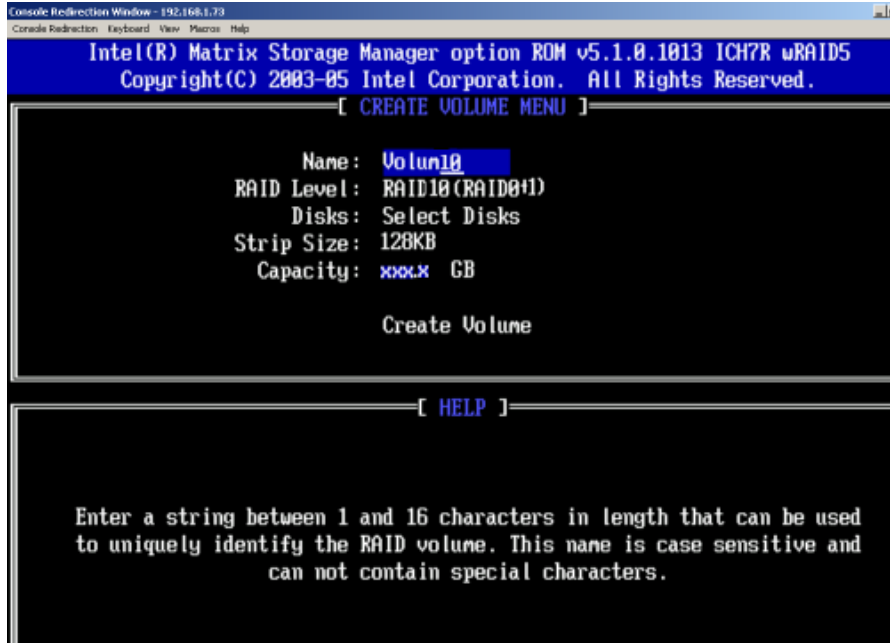 Console Redirection Window - 192.168.1.73
Console Redirection Keyboard View Macros Help
Intel(R) Matrix Storage Manager option ROM v5.1.0.1013 ICH7R wRAID5
Copyright(C) 2003-05 Intel Corporation. All Rights Reserved.
[ CREATE VOLUME MENU ]
Name: Volum10
RAID Level: RAID10(RAID0+1)
Disks: Select Disks
Strip Size: 128KB
Capacity: xxx.x GB
Create Volume
[ HELP ]
Enter a string between 1 and 16 characters in length that can be used
to uniquely identify the RAID volume. This name is case sensitive and
can not contain special characters.